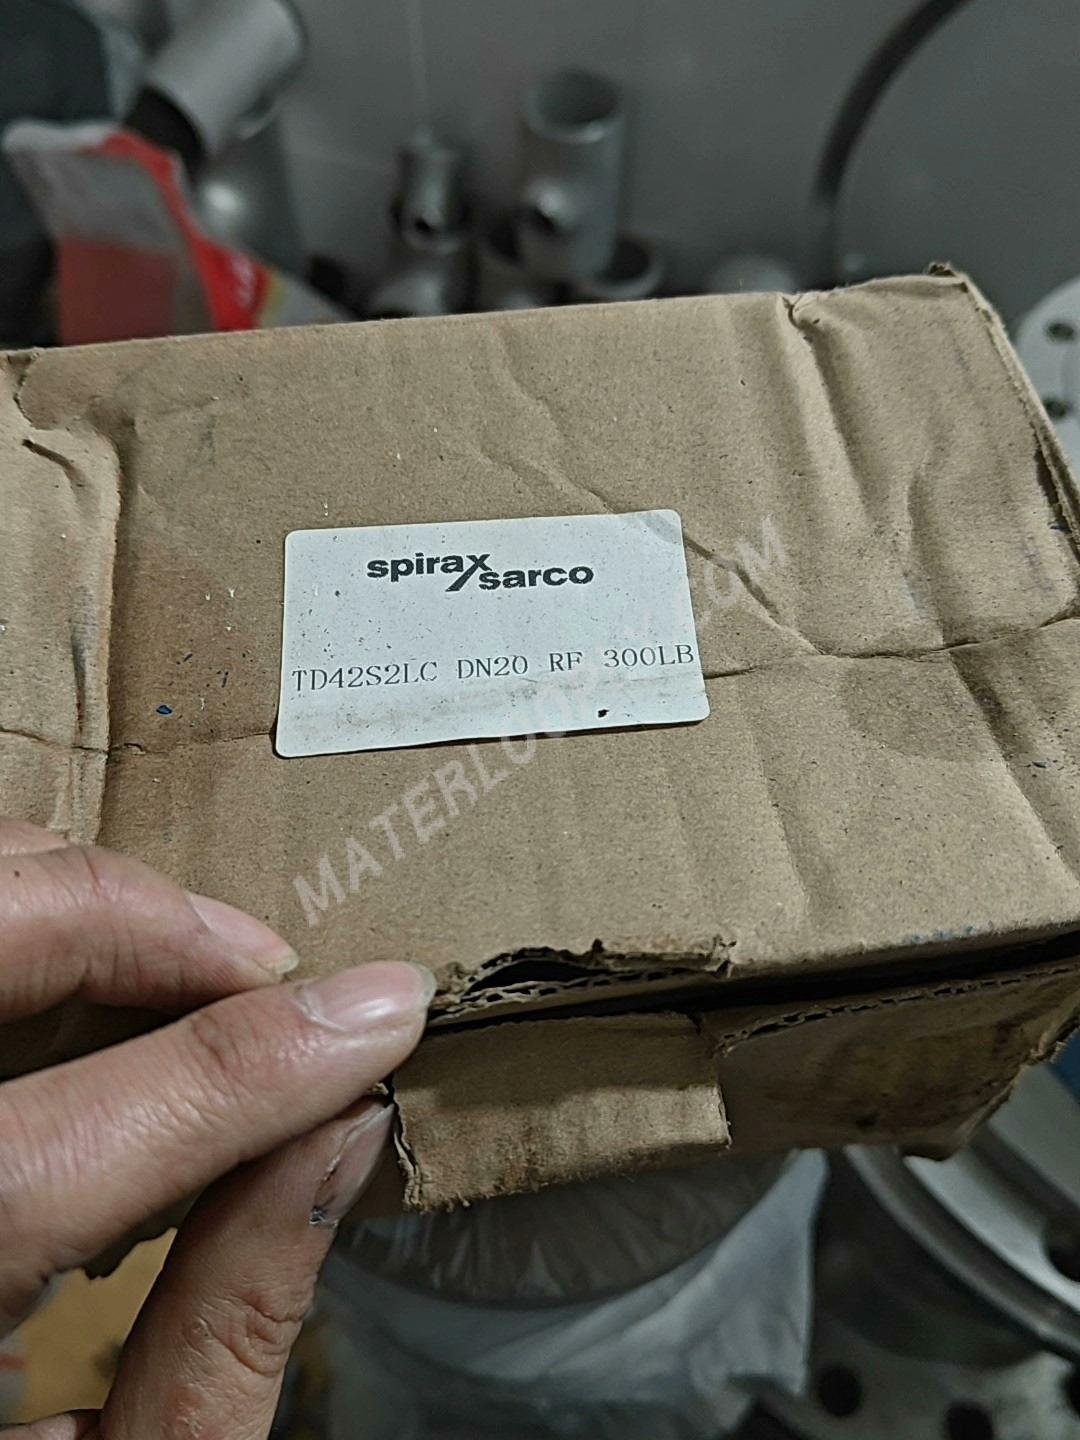 spirax
sarco
TD42S2LC DN20 RF 300LB